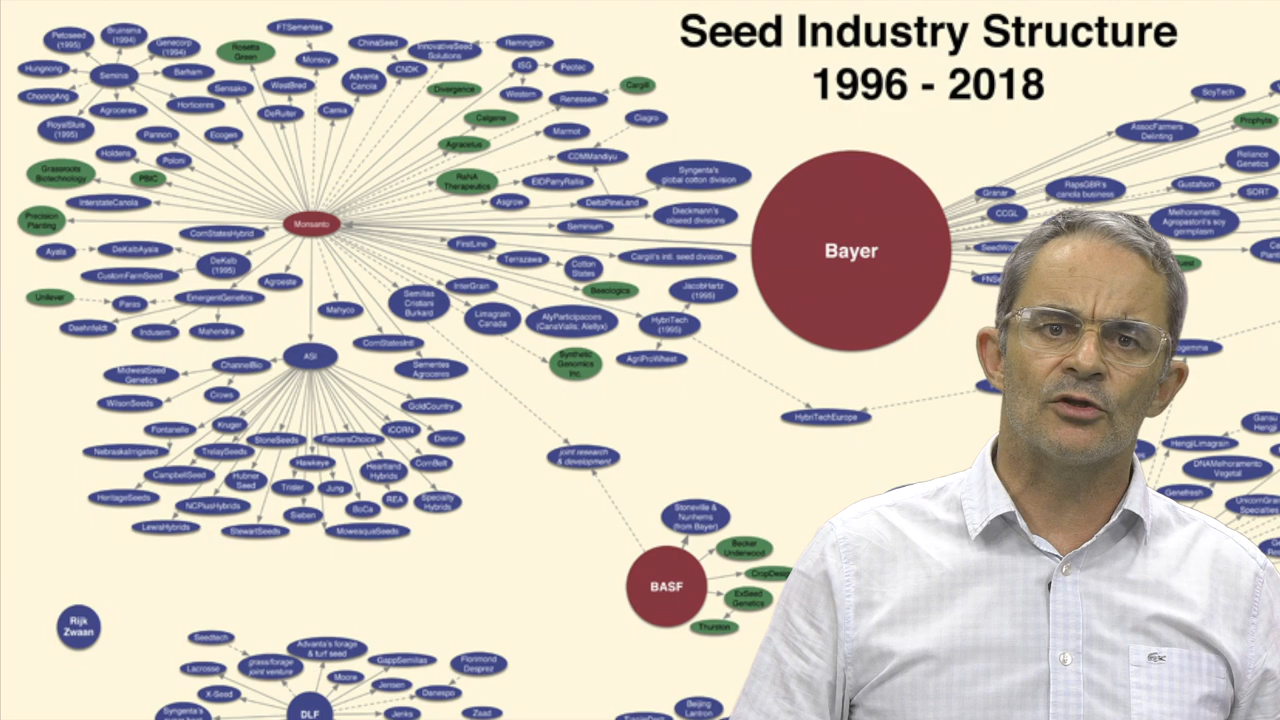 Seed Industry Structure
1996 - 2018
Petoseed
(1995)
Bruinsma
(1994)
Genecorp
(1994)
Hungnong
Seminis
Barham
ChoongAng
Agroceres
Horticeres
RoyalSluis
(1995)
Rosetta
Green
FTSementes
Monsoy
ChinaSeed
InnovativeSeed
Solutions
Remington
CNDK
Advanta
Canola
ISG
Peotec
Sensako
WestBred
Divergence
Western
Renessen
Cargill
DeRuiter
Cannia
Calgene
Ciagro
Pannon
Ecogen
Agracetus
Marmot
Holdens
Poloni
CDMMandiyu
Grassroots
Biotechnology
PBIC
RaNA
Therapeutics
EIDParryRallis
Syngenta's
global cotton division
InterstateCanola
Asgrow
DeltaPineLand
Precision
Planting
Monsanto
Dieckmann's
oilseed divisions
CornStatesHybrid
Seminium
Ayala
DeKalbAyala
FirstLine
Terrazawa
Cotton
States
Cargill's intl. seed division
DeKalb
(1995)
CustomFarmSeed
Agroeste
InterGrain
Beeologics
JacobHartz
(1995)
Unilever
Paras
EmergentGenetics
Mahyco
Semillas
Cristiani
Burkard
Limagrain
Canada
AlyParticipacoes
(CanaVialis, Alellyx)
HybriTech
(1995)
Daehnfeldt
Indusem
Mahendra
AgriProWheat
ASI
CornStatesIntl
Sementes
Agroceres
Synthetic
Genomics
Inc.
ChannelBio
MidwestSeed
Genetics
Crows
WilsonSeeds
GoldCountry
HybriTechEurope
Fontanelle
Kruger
StoneSeeds
FieldersChoice
iCORN
Diener
NebraskaIrrigated
TrelaySeeds
Hawkeye
Heartland
Hybrids
CornBelt
joint research
& development
CampbellSeed
Hubner
Seed
Trisler
Jung
REA
Specialty
Hybrids
HeritageSeeds
NCPlusHybrids
Sieben
BoCa
LewisHybrids
StewartSeeds
MoweaquaSeeds
Bayer
SoyTech
AssocFarmers
Delinting
Prophyta
Reliance
Genetics
Granar
RapsGBR's
canola business
Gustafson
SORT
CCGL
Melhoramento
Agropastoril's soy
germplasm
Stoneville &
Nunhems
(from Bayer)
BASF
Becker
Underwood
ExSeed
Genetics
Thurston
HengjiLimagrain
DNAMelhoramento
Vegetal
Genefresh
Rijk
Zwaan
Seedtech
Advanta's forage
& turf seed
Lacrosse
grass/forage
joint venture
GappSemillas
Florimond
Desprez
Moore
Jensen
Danespo
X-Seed
DLF
Jenks
Zaad
Syngenta's
Beijing
Lantron